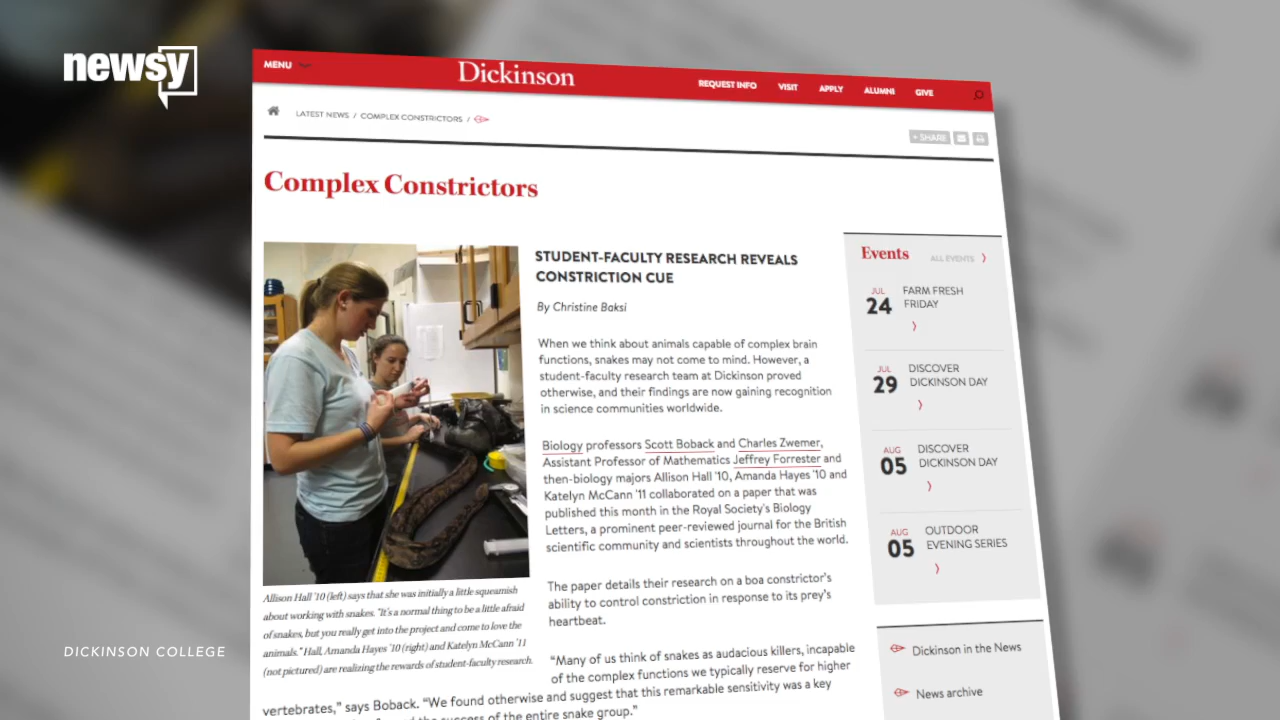 newsy
MENU
Dickinson
REQUEST INFO VISIT APPLY ALUMNI GIVE
LATEST NEWS / COMPLEX CONSTRICTORS /
+ SHARE
Complex Constrictors
STUDENT-FACULTY RESEARCH REVEALS
CONSTRICTION CUE
By Christine Baksi
When we think about animals capable of complex brain
functions, snakes may not come to mind. However, a
student-faculty research team at Dickinson proved
otherwise, and their findings are now gaining recognition
in science communities worldwide.
Biology professors Scott Boback and Charles Zwemer,
Assistant Professor of Mathematics Jeffrey Forrester and
then-biology majors Allison Hall '10, Amanda Hayes '10 and
Katelyn McCann '11 collaborated on a paper that was
published this month in the Royal Society's Biology
Letters, a prominent peer-reviewed journal for the British
scientific community and scientists throughout the world.
The paper details their research on a boa constrictor's
ability to control constriction in response to its prey's
heartbeat.
"Many of us think of snakes as audacious killers, incapable
of the complex functions we typically reserve for higher
vertebrates," says Boback. "We found otherwise and suggest that this remarkable sensitivity was a key
the success of the entire snake group."
Allison Hall '10 (left) says that she was initially a little squeamish
about working with snakes. "It's a normal thing to be a little afraid
of snakes, but you really get into the project and come to love the
animals." Hall, Amanda Hayes '10 (right) and Katelyn McCann '11
(not pictured) are realizing the rewards of student-faculty research.
Events ALL EVENTS
JUL
24
FARM FRESH
FRIDAY
JUL
29
DISCOVER
DICKINSON DAY
AUG
05
DISCOVER
DICKINSON DAY
AUG
05
OUTDOOR
EVENING SERIES
Dickinson in the News
News archive
DICKINSON COLLEGE